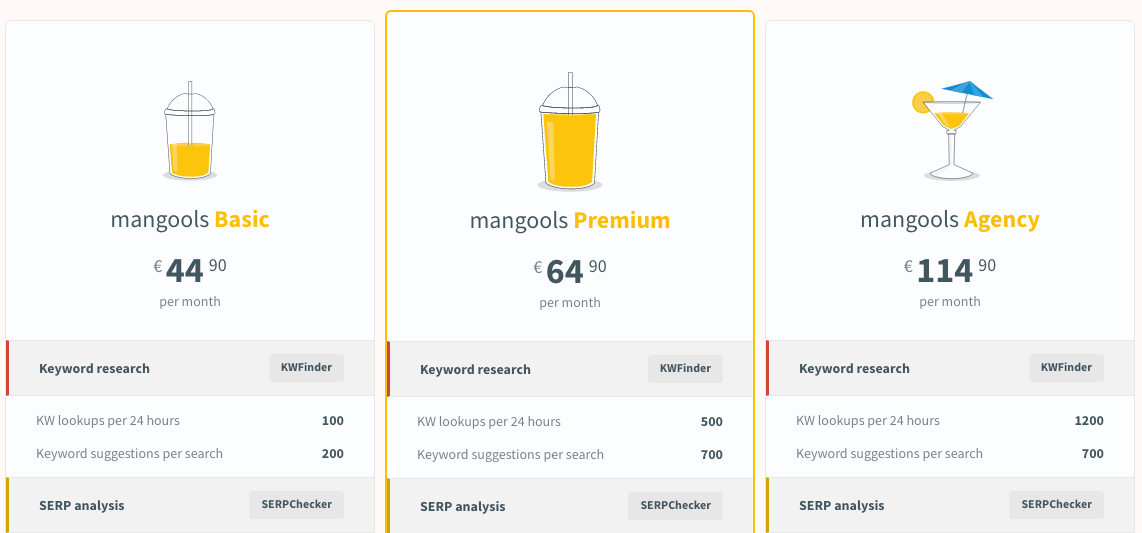 mangools Basic
€ 44 90
per month
Keyword research KWFinder
KW lookups per 24 hours 100
Keyword suggestions per search 200
SERP analysis SERPChecker
mangools Premium
€ 64 90
per month
Keyword research KWFinder
KW lookups per 24 hours 500
Keyword suggestions per search 700
SERP analysis SERPChecker
mangools Agency
€ 114 90
per month
Keyword research KWFinder
KW lookups per 24 hours 1200
Keyword suggestions per search 700
SERP analysis SERPChecker